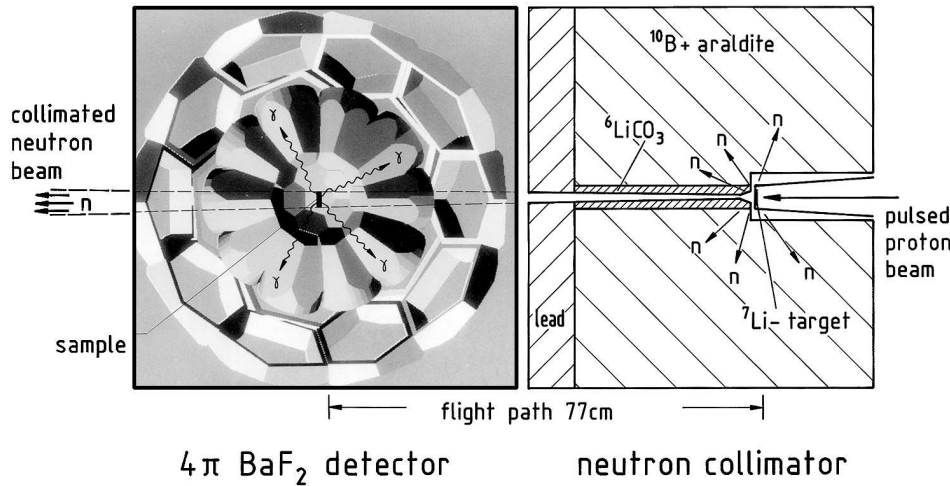 collimated
neutron
beam
n
γ
γ
γ
γ
sample
¹⁰B + araldite
⁶LiCO₃
n
n
n
n
n
n
pulsed
proton
beam
⁷Li- target
lead
flight path 77cm
4π BaF₂ detector
neutron collimator